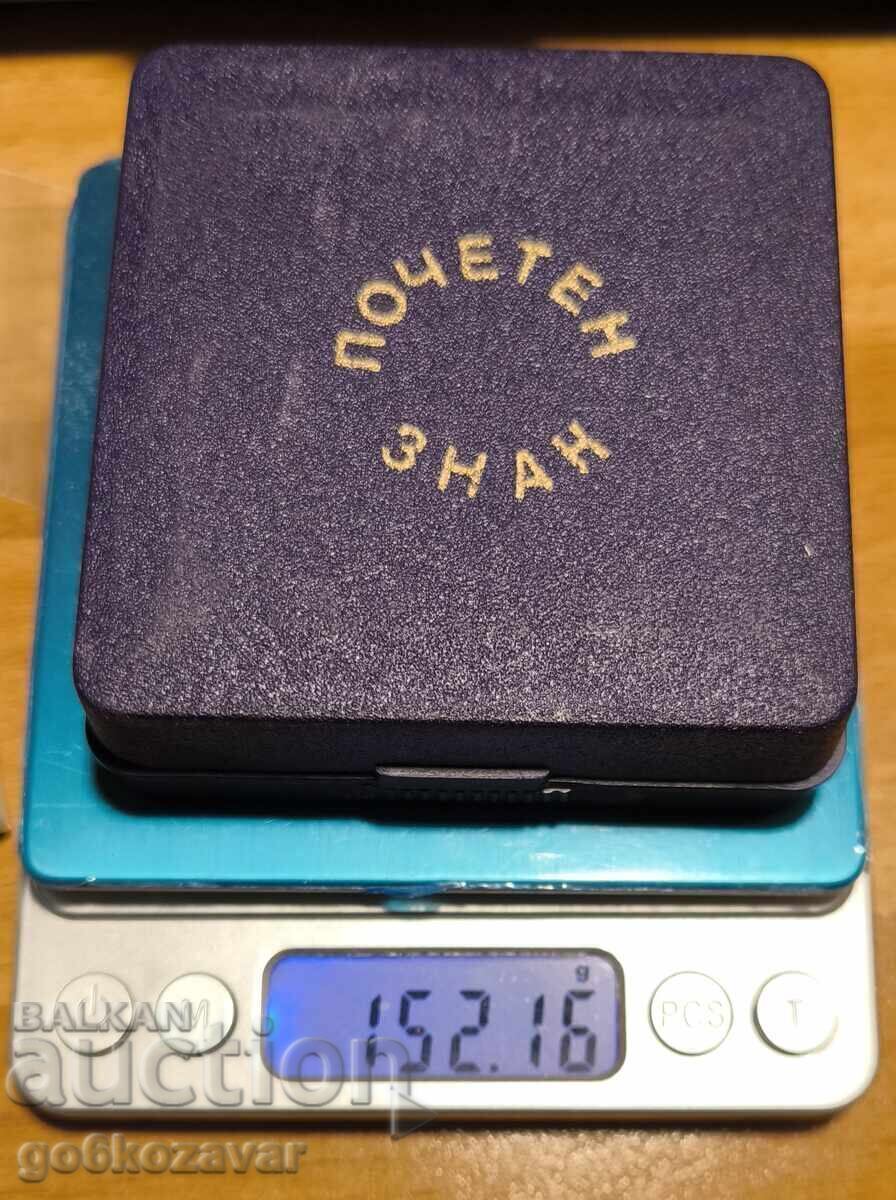 ПОЧЕТЕН
ЗНАК
g
152.16
PCS
T
BALKAN
auction
go6kozavar